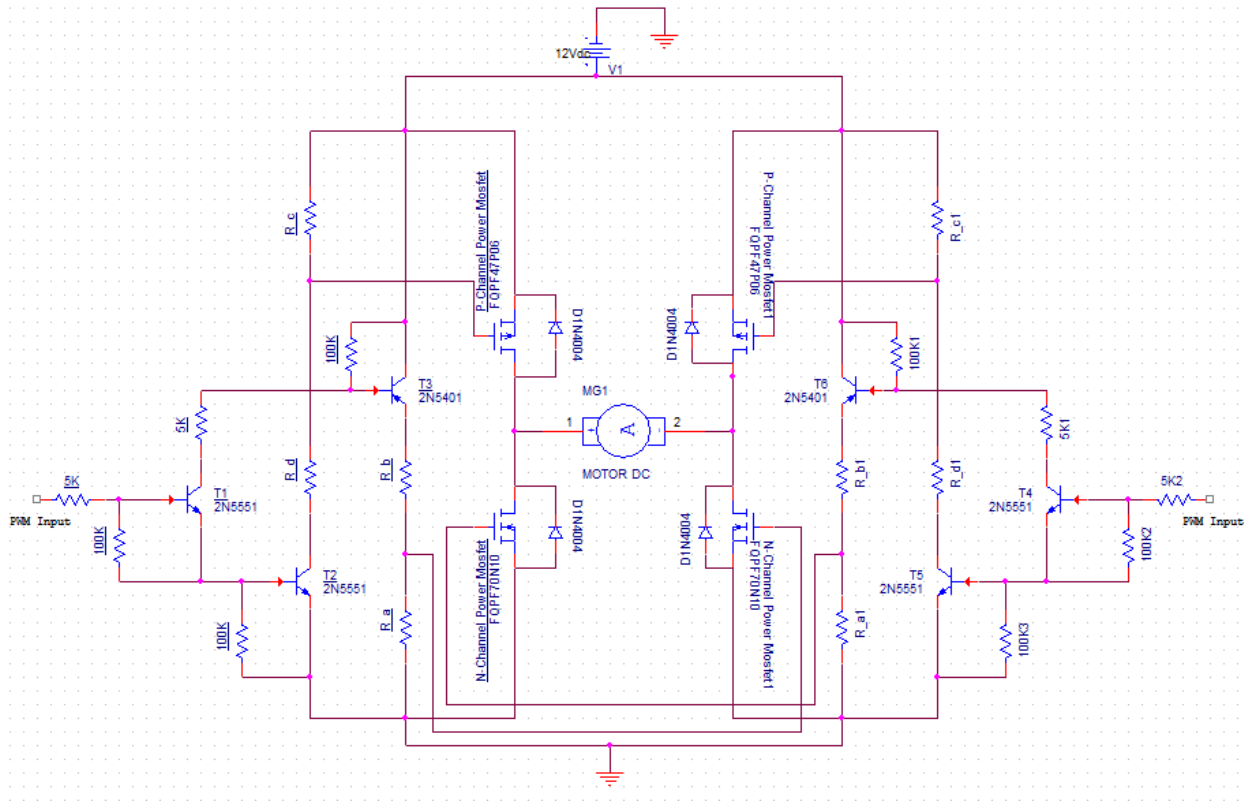 12Vdc
V1
R_c
P-Channel Power Mosfet
FQPF47P06
D1N4004
D1N4004
P-Channel Power Mosfet1
FQPF47P06
R_c1
100K
T3
2N5401
MG1
1
+
A
-
2
MOTOR DC
T6
2N5401
100K1
5K
R_d
R_b
R_b1
R_d1
5K1
5K
PWM Input
T1
2N5551
100K
N-Channel Power Mosfet
FQPF70N10
D1N4004
D1N4004
N-Channel Power Mosfet1
FQPF70N10
T4
2N5551
5K2
PWM Input
100K2
T2
2N5551
100K
R_a
R_a1
T5
2N5551
100K3